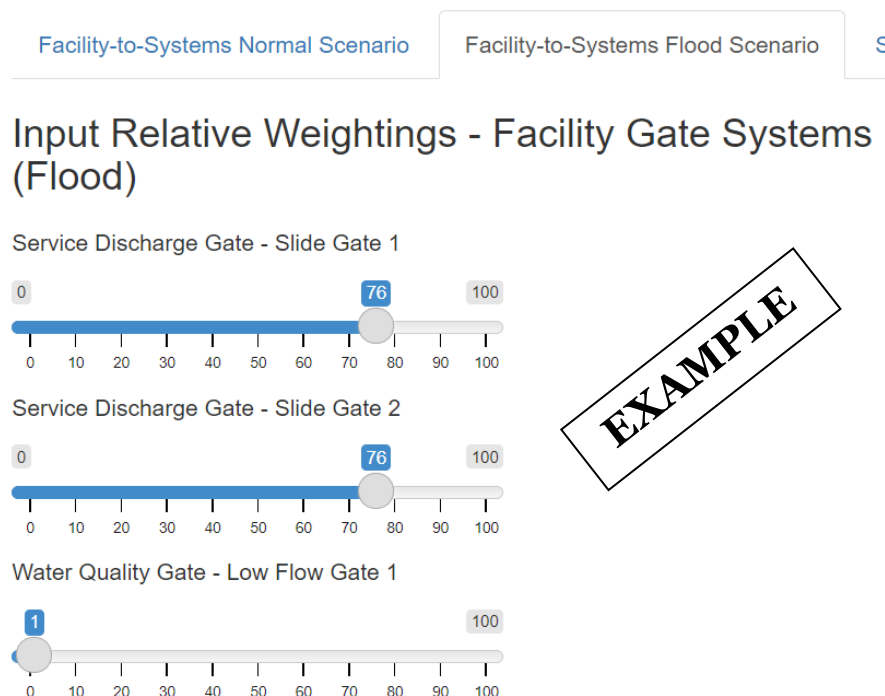 Facility-to-Systems Normal Scenario Facility-to-Systems Flood Scenario S
Input Relative Weightings - Facility Gate Systems
(Flood)
Service Discharge Gate - Slide Gate 1
0 76 100
0 10 20 30 40 50 60 70 80 90 100
EXAMPLE
Service Discharge Gate - Slide Gate 2
0 76 100
0 10 20 30 40 50 60 70 80 90 100
Water Quality Gate - Low Flow Gate 1
1 100
0 10 20 30 40 50 60 70 80 90 100